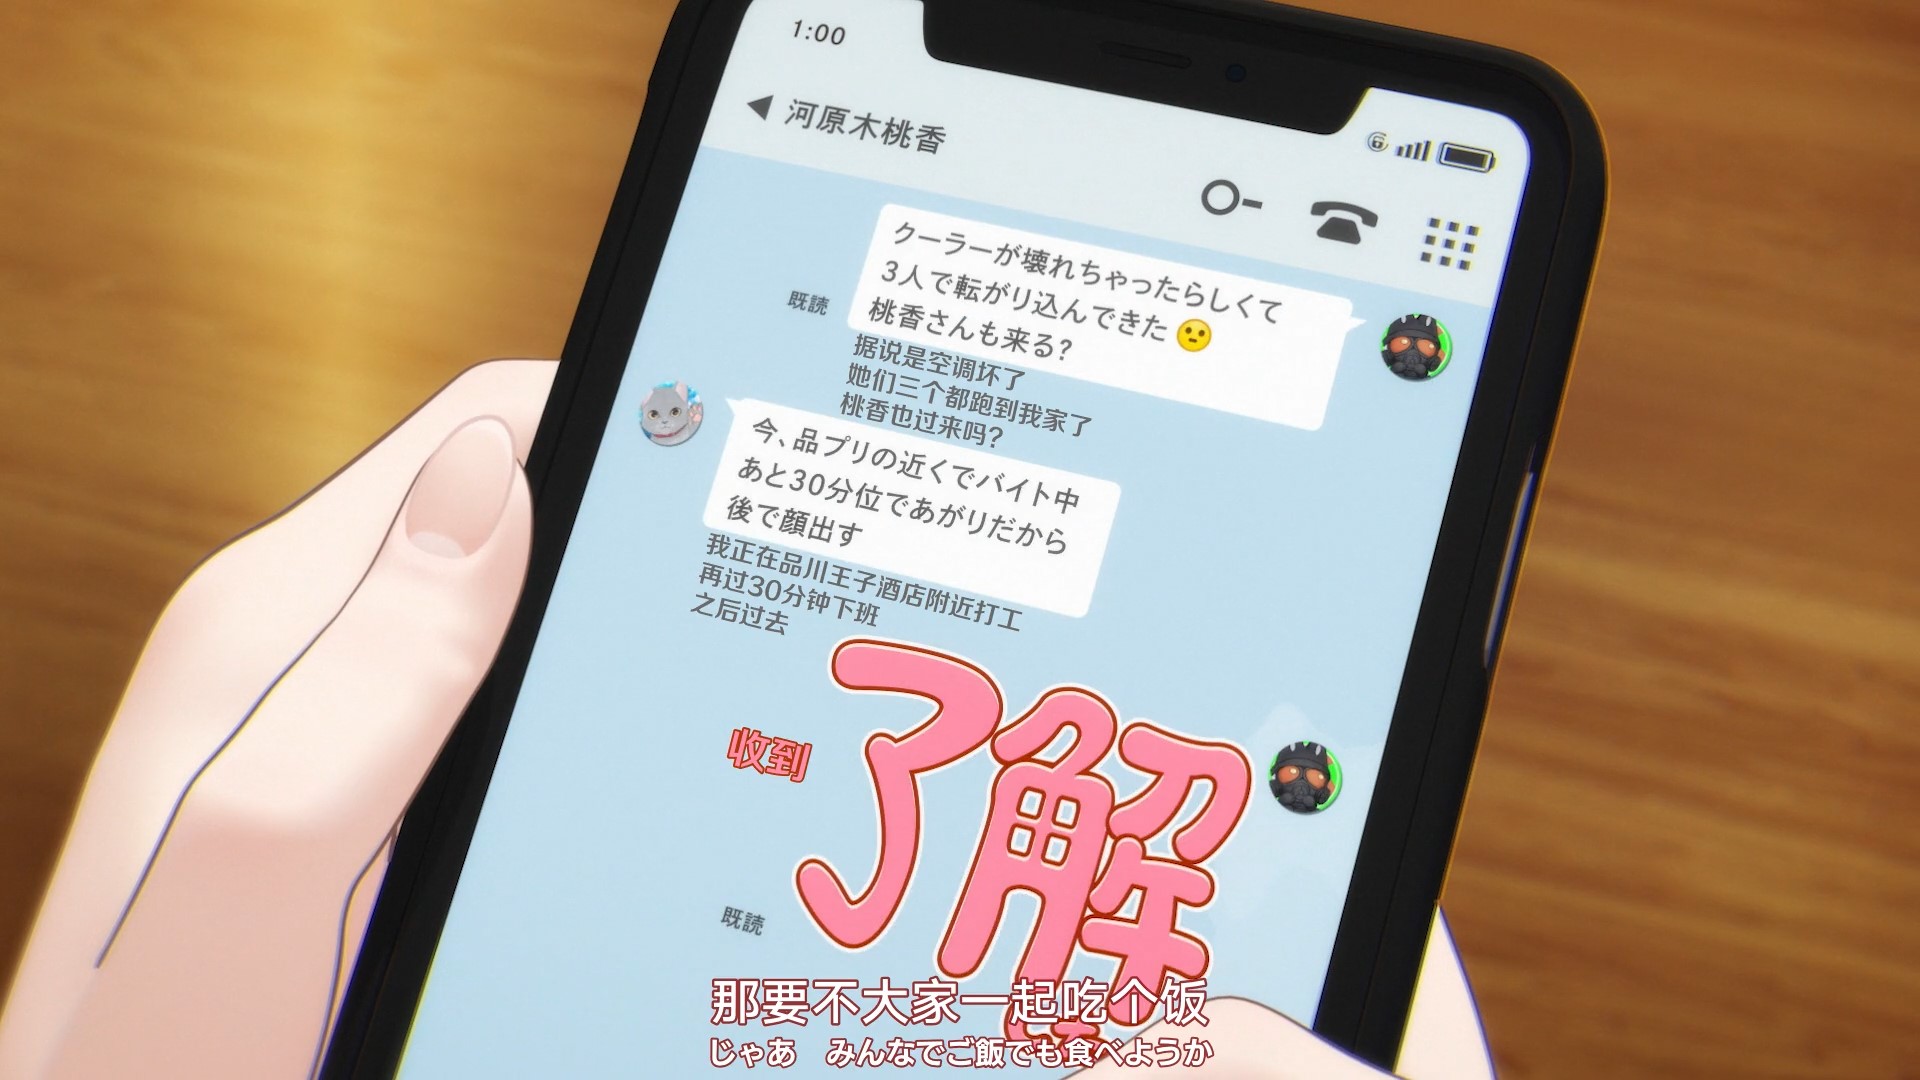 1:00
河原木桃香
クーラーが壊れちゃったらしくて
3人で転がり込んできた
桃香さんも来る?
既読
据说是空调坏了
她们三个都跑到我家了
桃香也过来吗?
今、品プリの近くでバイト中
あと30分位であがりだから
後で顔出す
我正在品川王子酒店附近打工
再过30分钟下班
之后过去
了解
收到
既読
那要不大家一起吃个饭
じゃあ みんなでご飯でも食べようか